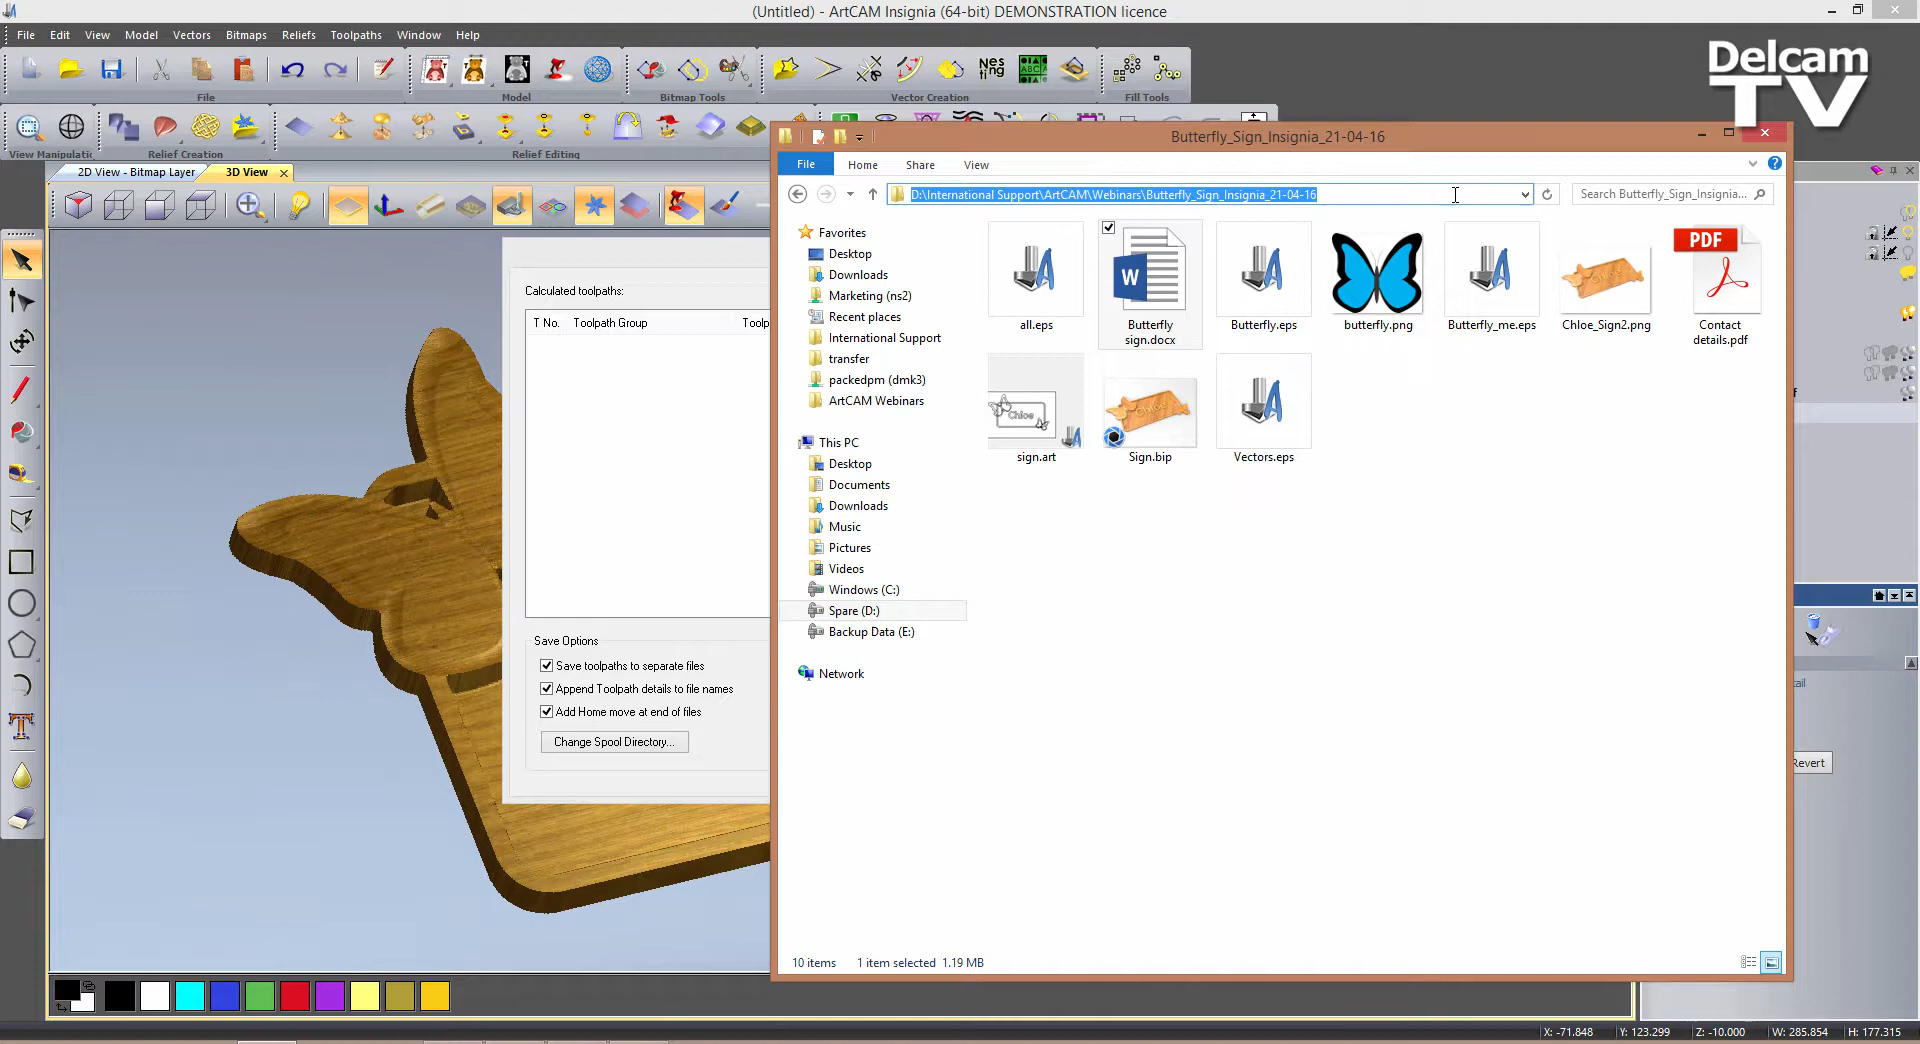 (Untitled) - ArtCAM Insignia (64-bit) DEMONSTRATION licence
File Edit View Model Vectors Bitmaps Reliefs Toolpaths Window Help
Delcam
TV
Nes
ting
File Model Bitmap Tools Vector Creation Fill Tools
View Manipulati Relief Creation Relief Editing
Butterfly_Sign_Insignia_21-04-16
File Home Share View
2D View - Bitmap Layer 3D View
D:\International Support\ArtCAM\Webinars\Butterfly_Sign_Insignia_21-04-16
Search Butterfly_Sign_Insignia...
Calculated toolpaths:
T No. Toolpath Group Toolp
Favorites
Desktop
Downloads
Marketing (ns2)
Recent places
International Support
transfer
packedpm (dmk3)
ArtCAM Webinars
This PC
Desktop
Documents
Downloads
Music
Pictures
Videos
Windows (C:)
Spare (D:)
Backup Data (E:)
Network
PDF
all.eps
Butterfly
sign.docx
Butterfly.eps
butterfly.png
Butterfly_me.eps
Chloe_Sign2.png
Contact
details.pdf
Chloe
sign.art
Sign.bip
Vectors.eps
Save Options
Save toolpaths to separate files
Append Toolpath details to file names
Add Home move at end of files
Change Spool Directory...
Revert
10 items 1 item selected 1.19 MB
X: -71.848 Y: 123.299 Z: -10.000 W: 285.854 H: 177.315